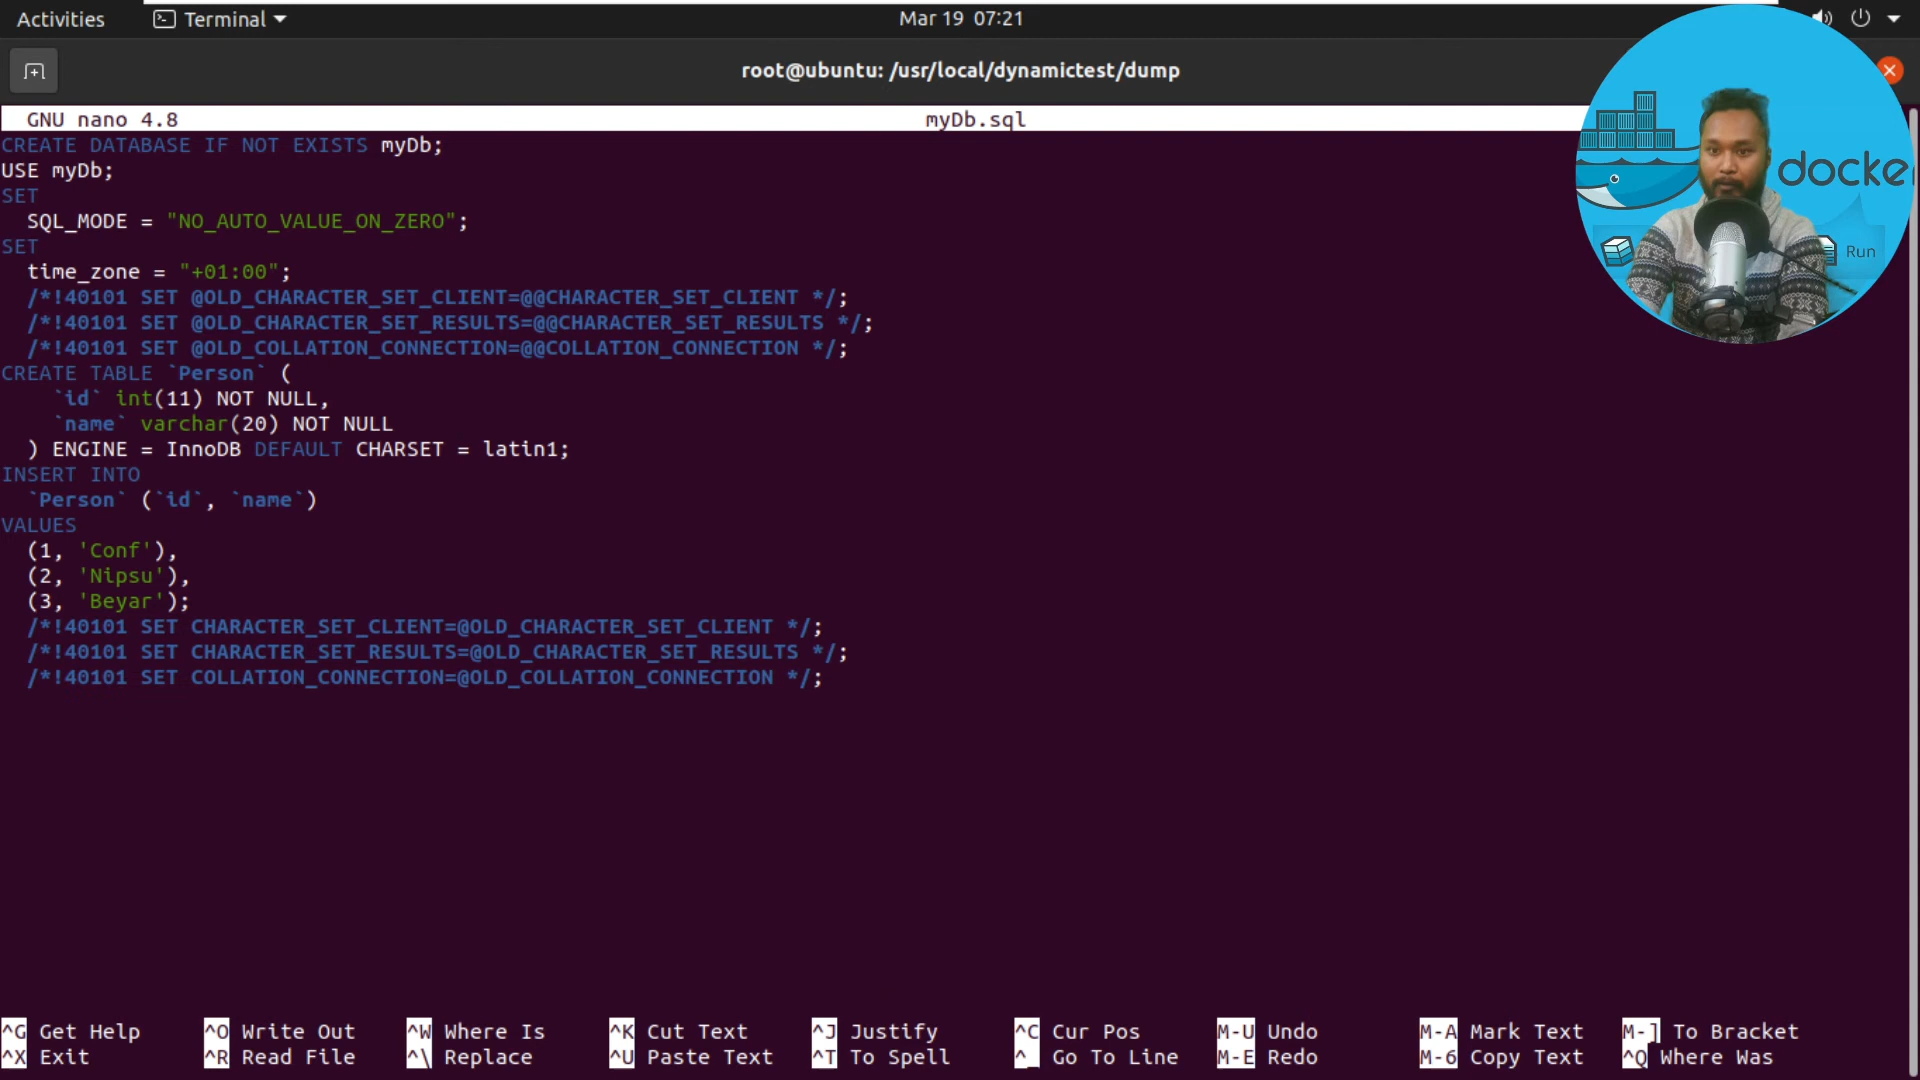 Activities Terminal Mar 19 07:21
root@ubuntu: /usr/local/dynamictest/dump
GNU nano 4.8 myDb.sql
CREATE DATABASE IF NOT EXISTS myDb;
USE myDb;
SET
SQL_MODE = "NO_AUTO_VALUE_ON_ZERO";
SET
time_zone = "+01:00";
/*!40101 SET @OLD_CHARACTER_SET_CLIENT=@@CHARACTER_SET_CLIENT */;
/*!40101 SET @OLD_CHARACTER_SET_RESULTS=@@CHARACTER_SET_RESULTS */;
/*!40101 SET @OLD_COLLATION_CONNECTION=@@COLLATION_CONNECTION */;
CREATE TABLE `Person` (
`id` int(11) NOT NULL,
`name` varchar(20) NOT NULL
) ENGINE = InnoDB DEFAULT CHARSET = latin1;
INSERT INTO
`Person` (`id`, `name`)
VALUES
(1, 'Conf'),
(2, 'Nipsu'),
(3, 'Beyar');
/*!40101 SET CHARACTER_SET_CLIENT=@OLD_CHARACTER_SET_CLIENT */;
/*!40101 SET CHARACTER_SET_RESULTS=@OLD_CHARACTER_SET_RESULTS */;
/*!40101 SET COLLATION_CONNECTION=@OLD_COLLATION_CONNECTION */;
docke
Run
^G Get Help ^O Write Out ^W Where Is ^K Cut Text ^J Justify ^C Cur Pos M-U Undo M-A Mark Text M-] To Bracket
^X Exit ^R Read File ^\ Replace ^U Paste Text ^T To Spell ^_ Go To Line M-E Redo M-6 Copy Text ^Q Where Was